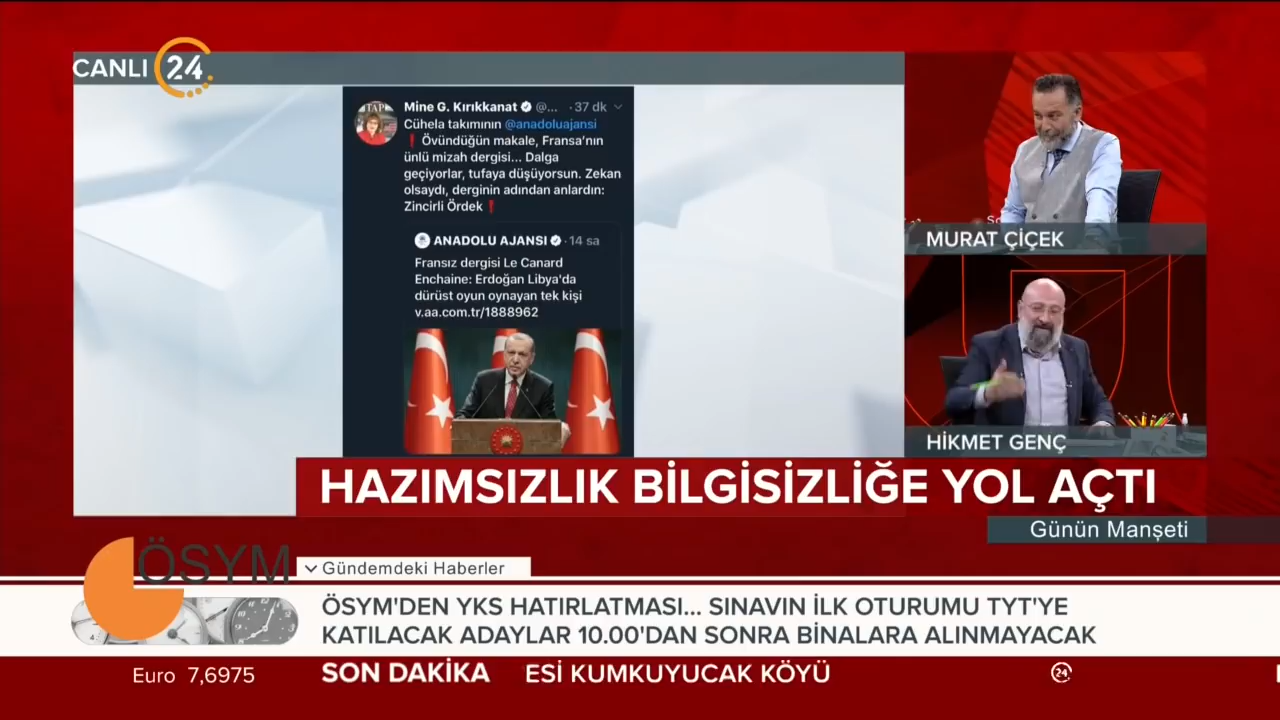 CANLI 24
TAP
Mine G. Kırıkkanat @... · 37 dk
Cühela takımının @anadoluajansi
❗ Övündüğün makale, Fransa'nın
ünlü mizah dergisi... Dalga
geçiyorlar, tufaya düşüyorsun. Zekan
olsaydı, derginin adından anlardın:
Zincirli Ördek ❗
ANADOLU AJANSI · 14 sa
Fransız dergisi Le Canard
Enchaine: Erdoğan Libya'da
dürüst oyun oynayan tek kişi
v.aa.com.tr/1888962
MURAT ÇİÇEK
HİKMET GENÇ
HAZIMSIZLIK BİLGİSİZLİĞE YOL AÇTI
Günün Manşeti
ÖSYM
Gündemdeki Haberler
ÖSYM'DEN YKS HATIRLATMASI... SINAVIN İLK OTURUMU TYT'YE
KATILACAK ADAYLAR 10.00'DAN SONRA BİNALARA ALINMAYACAK
Euro 7,6975
SON DAKİKA
ESİ KUMKUYUCAK KÖYÜ
24